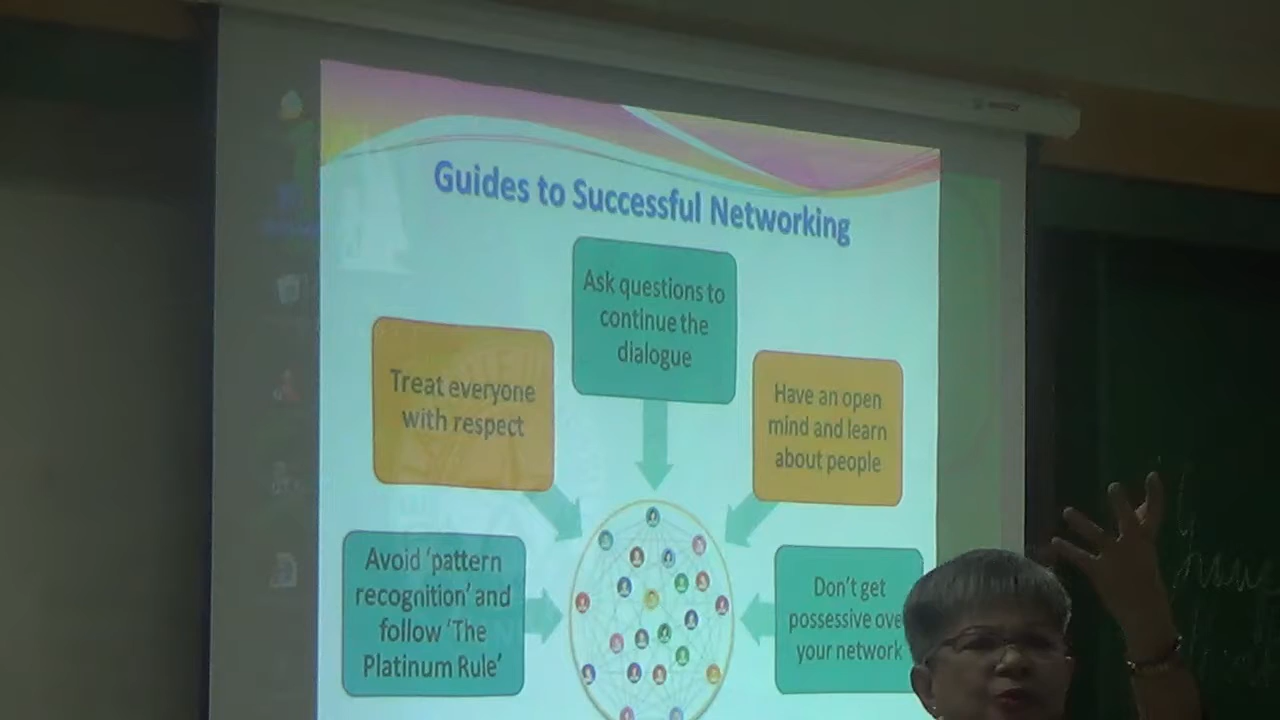 Guides to Successful Networking
Ask questions to
continue the
dialogue
Treat everyone
with respect
Have an open
mind and learn
about people
Avoid 'pattern
recognition' and
follow 'The
Platinum Rule'
Don't get
possessive ove
your network